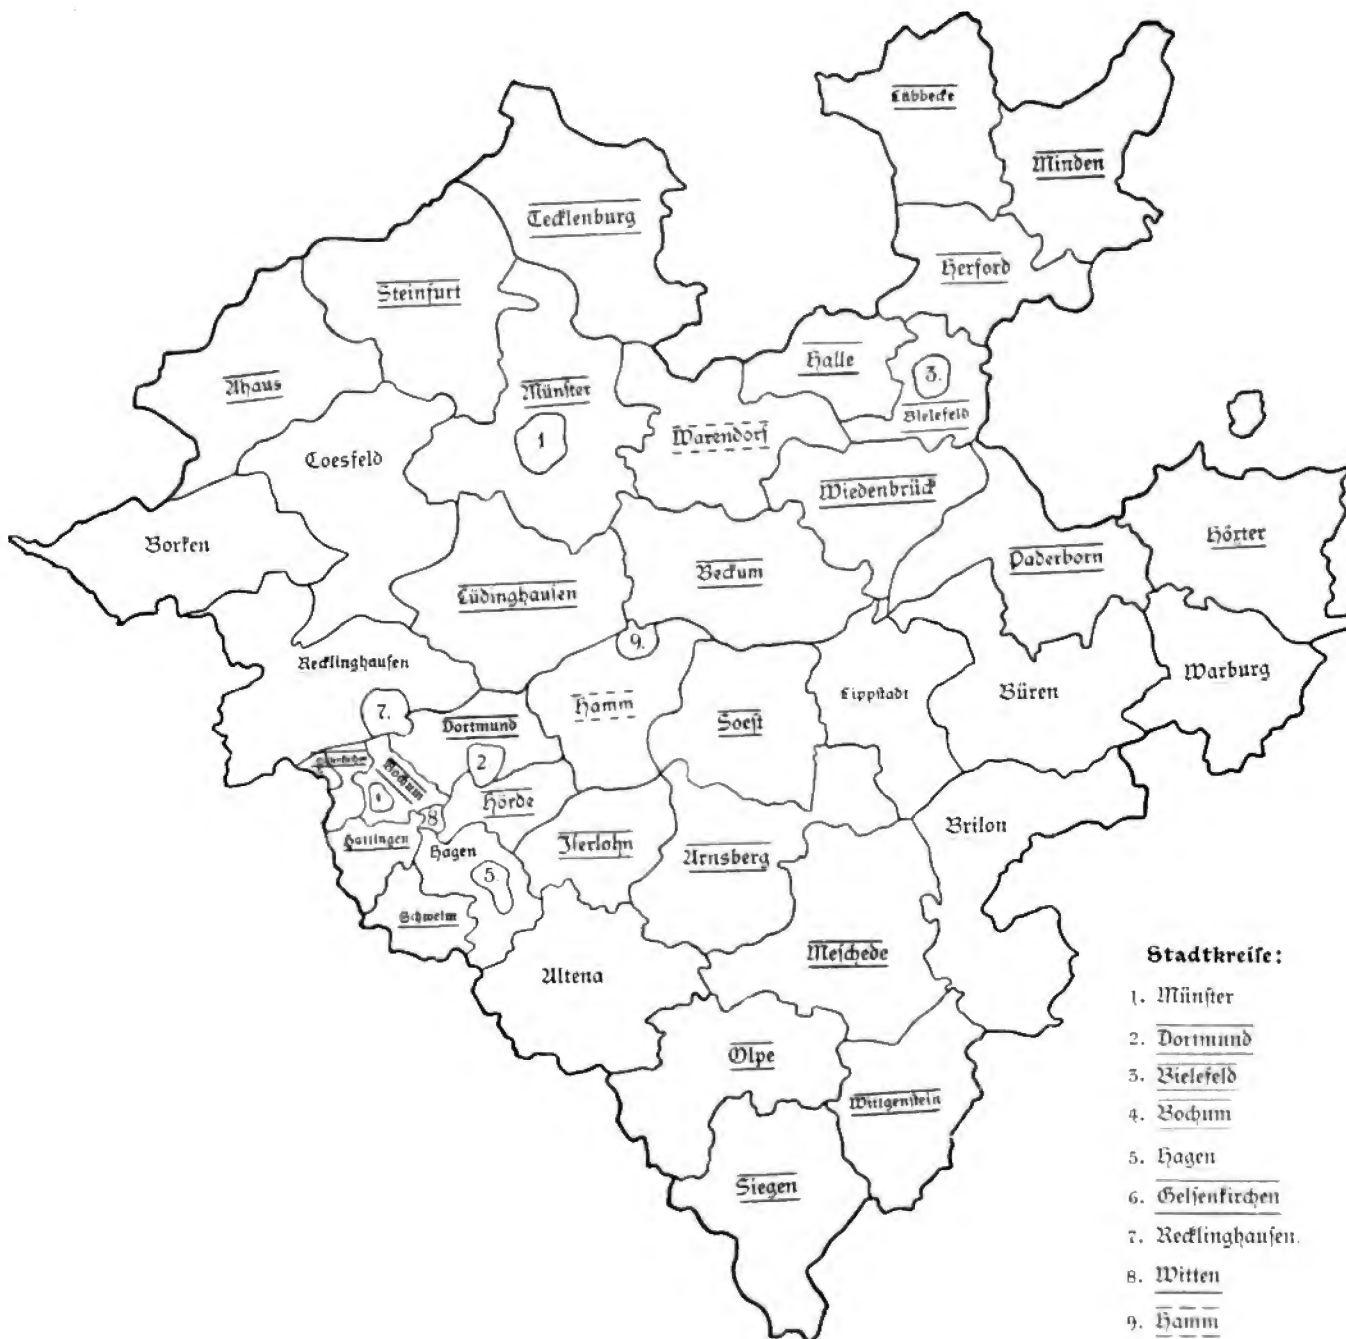 Lübbecke
Minden
Tecklenburg
Herford
Steinfurt
Halle
3.
Ahaus
Münster
Bielefeld
1
Warendorf
Coesfeld
Wiedenbrück
Höxter
Borken
Paderborn
Beckum
Lüdinghausen
9.
Recklinghausen
Warburg
Lippstadt
Büren
Hamm
7.
Dortmund
Soest
2
Bochum
Hörde
4
8
Brilon
Hattingen
Hagen
Iserlohn
Arnsberg
5.
Schwelm
Meschede
Altena
Olpe
Wittgenstein
Siegen
Stadtkreiſe:
1. Münſter
2. Dortmund
3. Bielefeld
4. Bochum
5. Hagen
6. Gelſenkirchen
7. Recklinghauſen.
8. Witten
9. Hamm